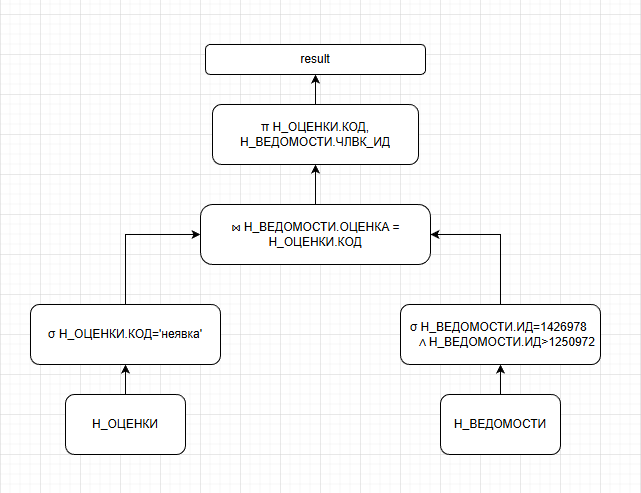 result
π Н_ОЦЕНКИ.КОД,
Н_ВЕДОМОСТИ.ЧЛВК_ИД
⋈ Н_ВЕДОМОСТИ.ОЦЕНКА =
Н_ОЦЕНКИ.КОД
σ Н_ОЦЕНКИ.КОД='неявка'
σ Н_ВЕДОМОСТИ.ИД=1426978
∧ Н_ВЕДОМОСТИ.ИД>1250972
Н_ОЦЕНКИ
Н_ВЕДОМОСТИ